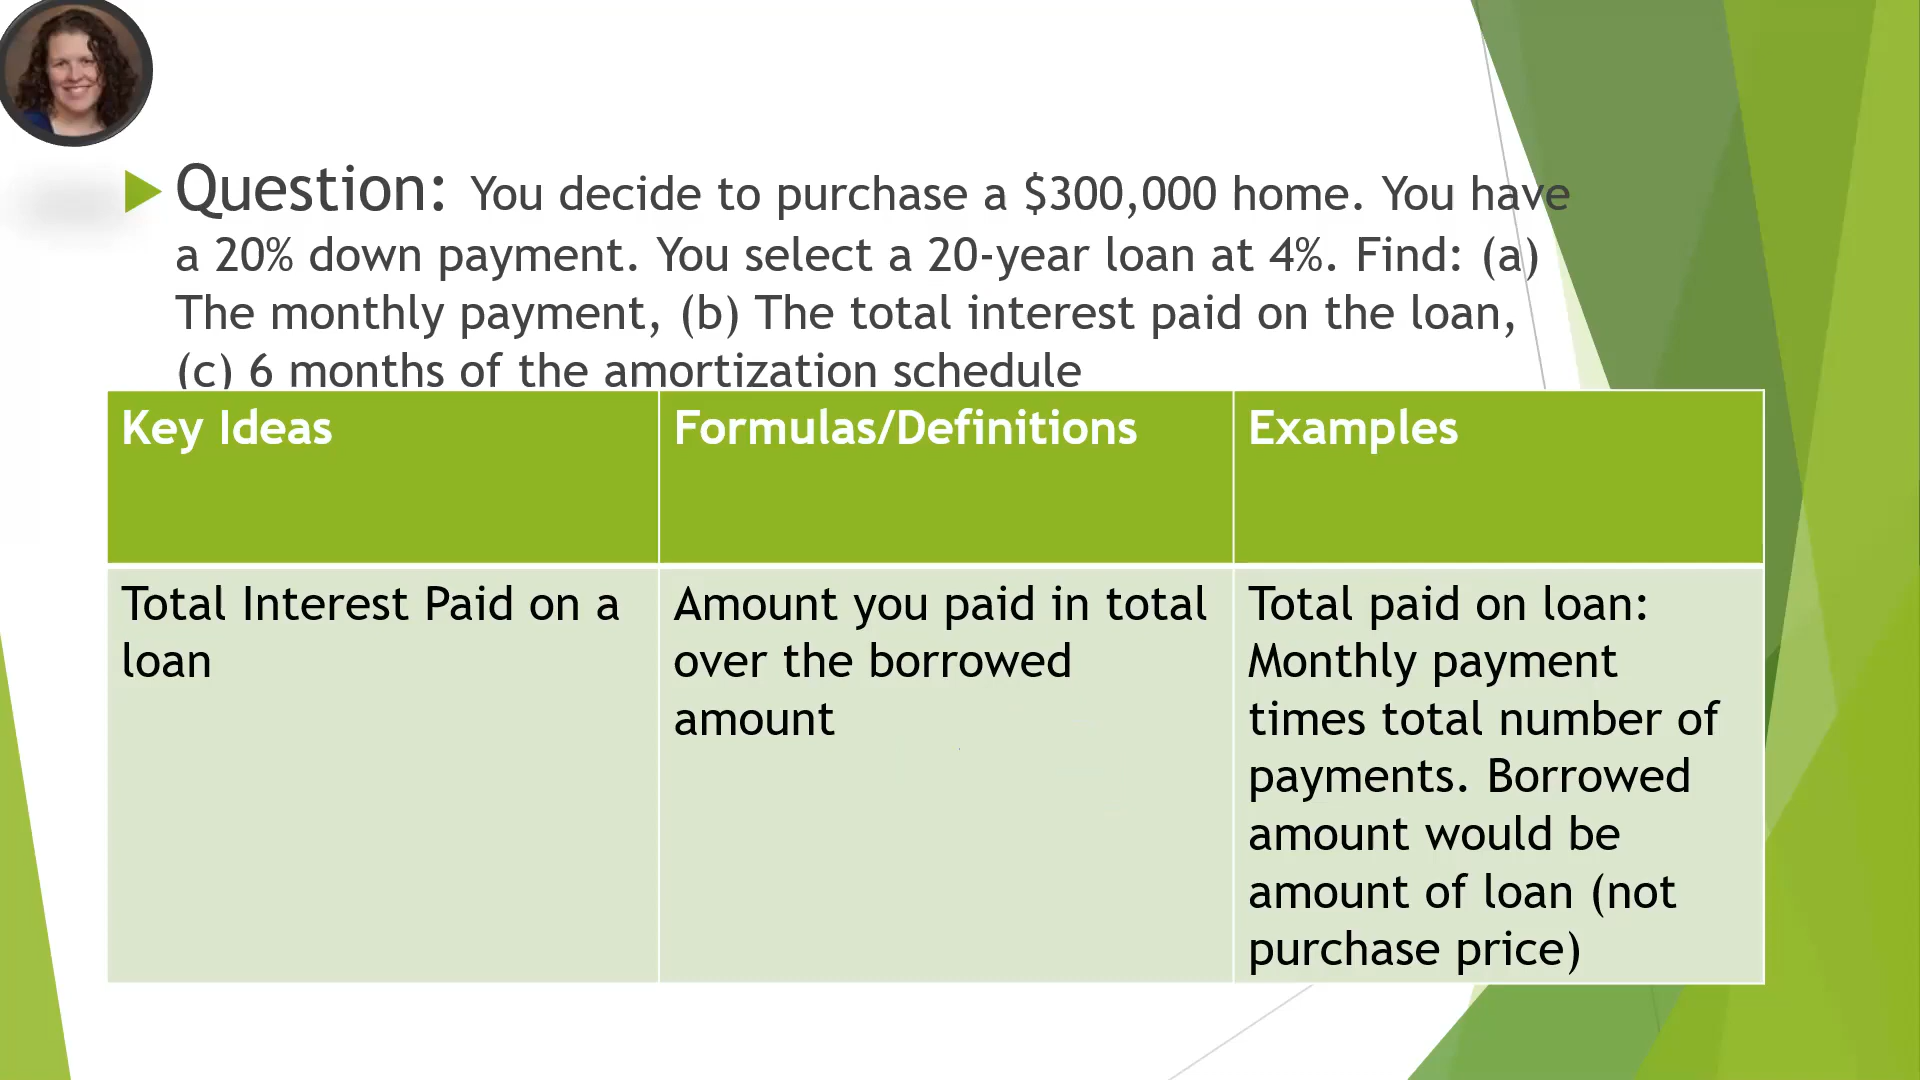 Question: You decide to purchase a $300,000 home. You have
a 20% down payment. You select a 20-year loan at 4%. Find: (a)
The monthly payment, (b) The total interest paid on the loan,
(c) 6 months of the amortization schedule
Key Ideas
Formulas/Definitions
Examples
Total Interest Paid on a
loan
Amount you paid in total
over the borrowed
amount
Total paid on loan:
Monthly payment
times total number of
payments. Borrowed
amount would be
amount of loan (not
purchase price)